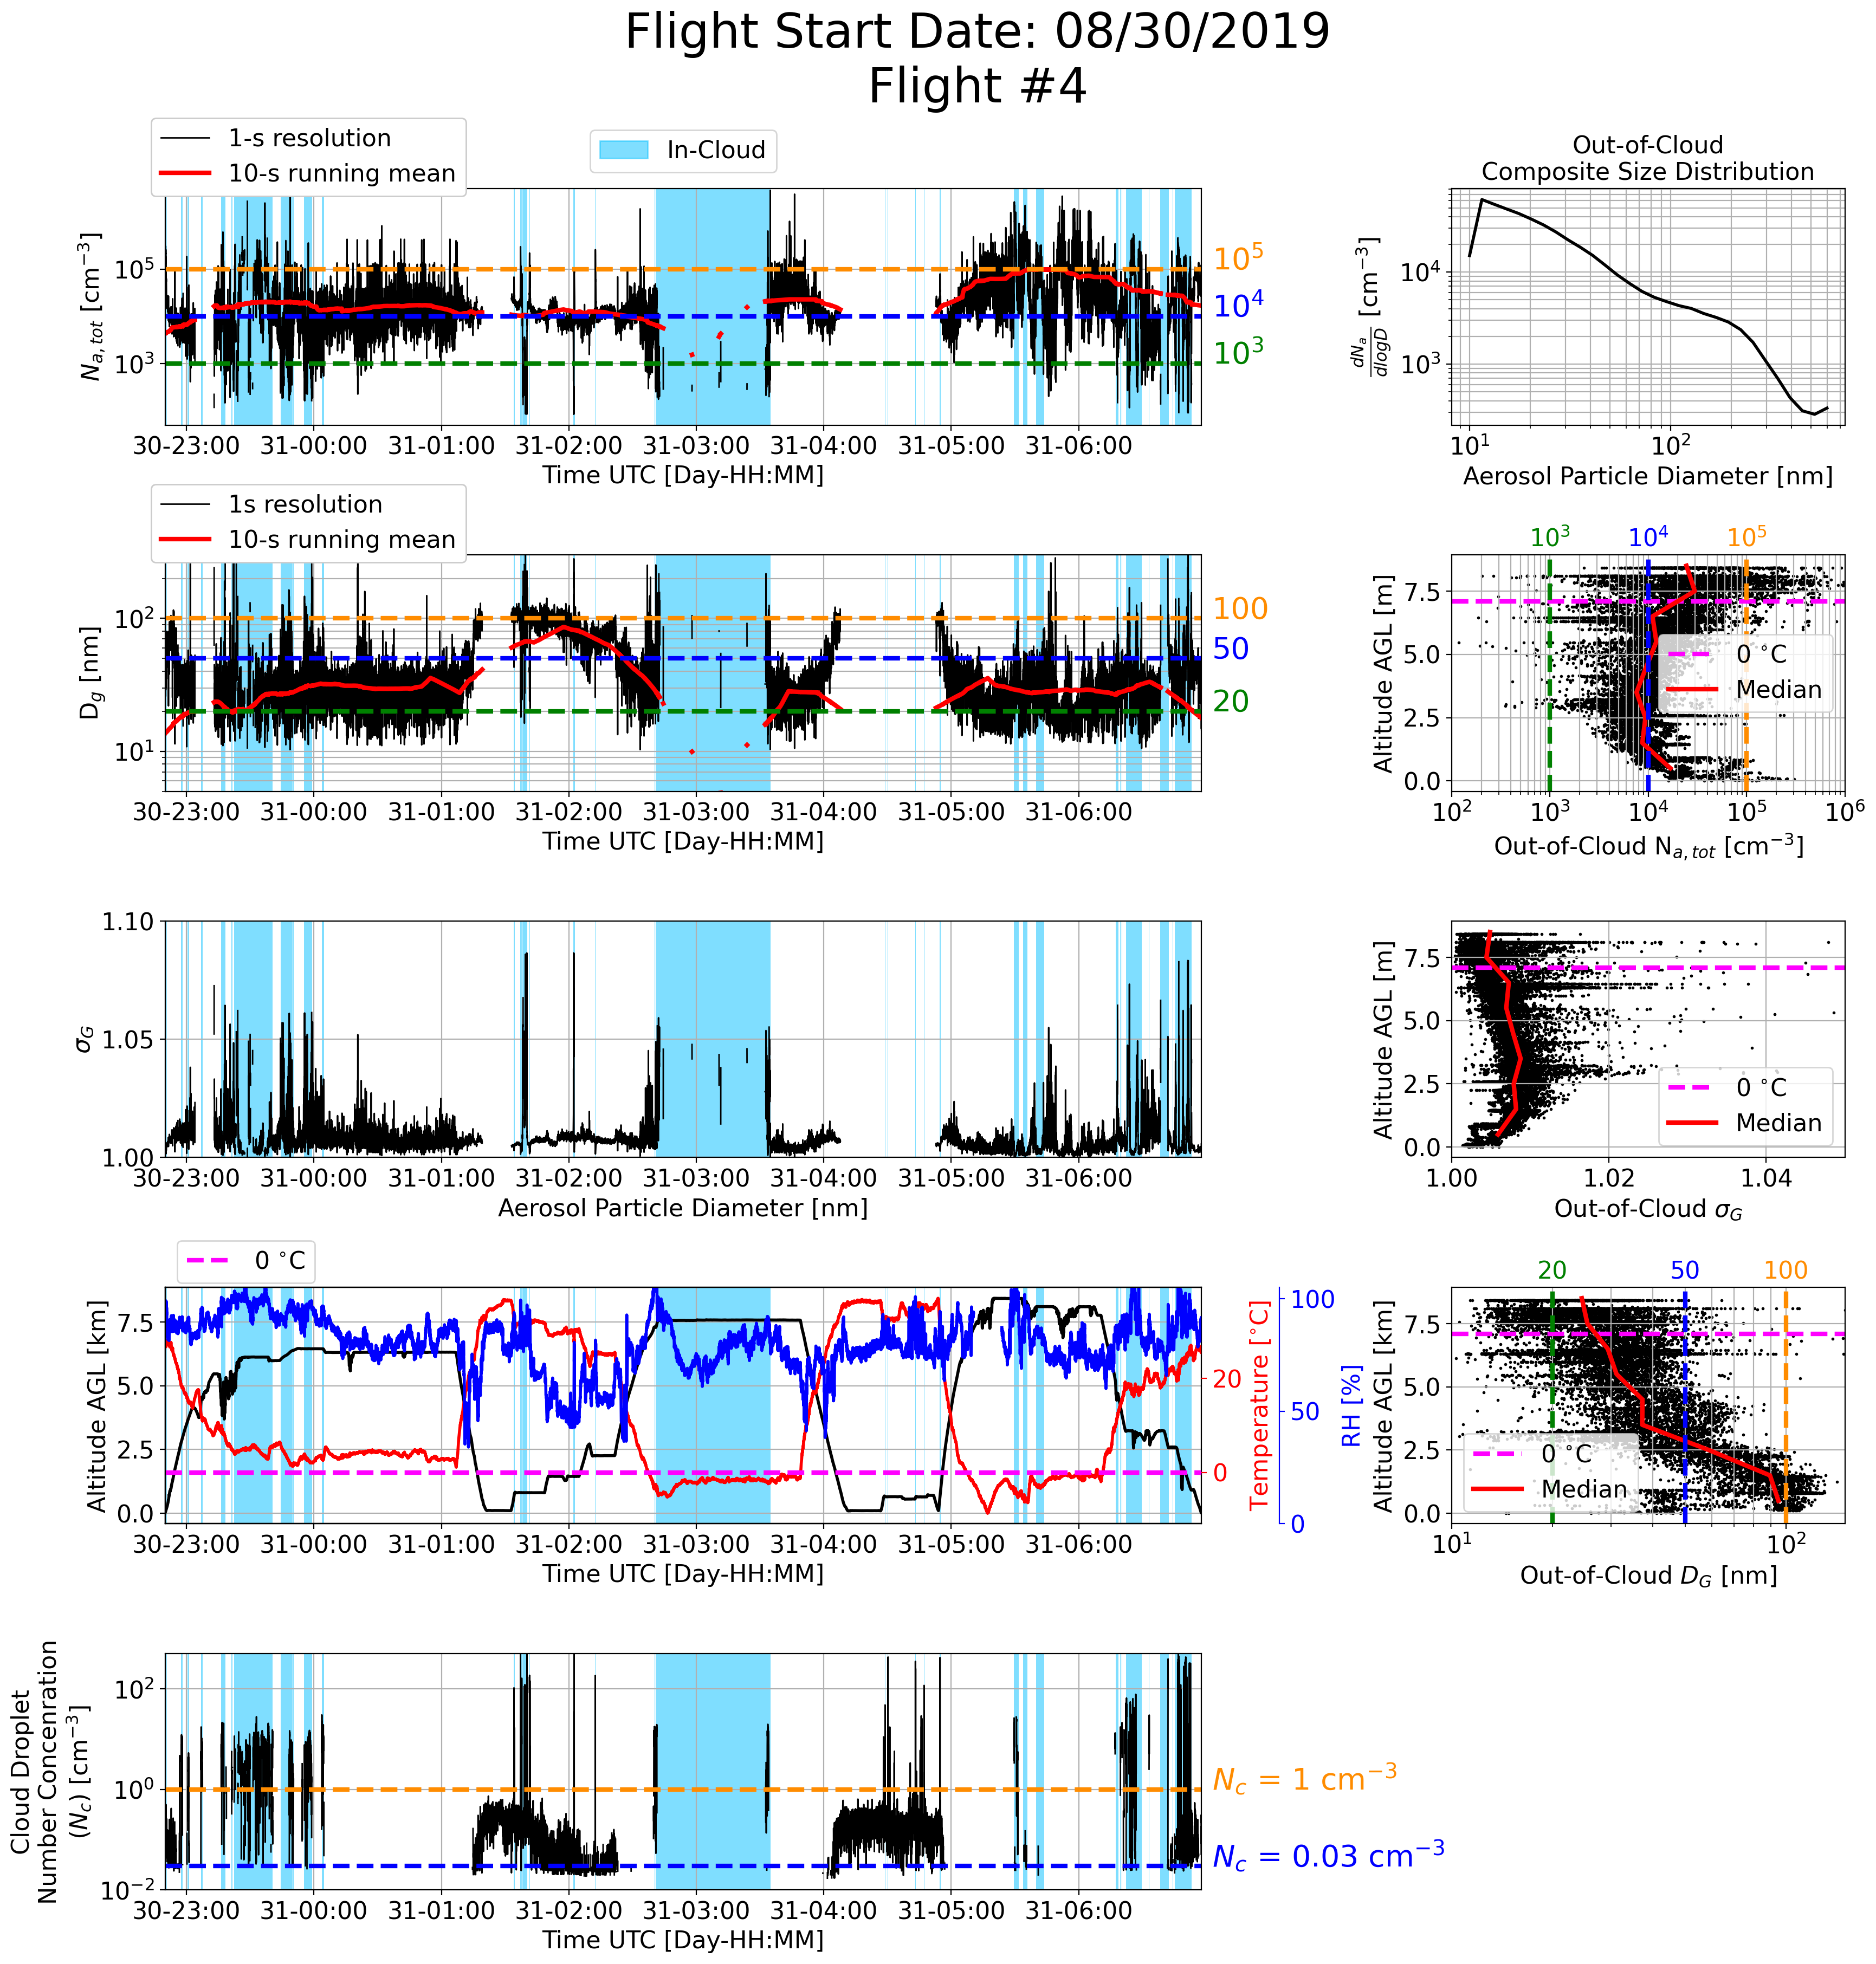 Flight Start Date: 08/30/2019
Flight #4
1-s resolution
10-s running mean
In-Cloud
N_{a, tot} [cm^{−3}]
10^5
10^3
10^5
10^4
10^3
30-23:00 31-00:00 31-01:00 31-02:00 31-03:00 31-04:00 31-05:00 31-06:00
Time UTC [Day-HH:MM]
Out-of-Cloud
Composite Size Distribution
dN_a/dlogD [cm^{−3}]
10^4
10^3
10^1 10^2
Aerosol Particle Diameter [nm]
1s resolution
10-s running mean
D_g [nm]
10^2
10^1
100
50
20
30-23:00 31-00:00 31-01:00 31-02:00 31-03:00 31-04:00 31-05:00 31-06:00
Time UTC [Day-HH:MM]
10^3 10^4 10^5
Altitude AGL [m]
7.5
5.0
2.5
0.0
0 °C
Median
10^2 10^3 10^4 10^5 10^6
Out-of-Cloud N_{a, tot} [cm^{−3}]
σ_G
1.10
1.05
1.00
30-23:00 31-00:00 31-01:00 31-02:00 31-03:00 31-04:00 31-05:00 31-06:00
Aerosol Particle Diameter [nm]
Altitude AGL [m]
7.5
5.0
2.5
0.0
0 °C
Median
1.00 1.02 1.04
Out-of-Cloud σ_G
0 °C
Altitude AGL [km]
7.5
5.0
2.5
0.0
20
0
Temperature [°C]
100
50
0
RH [%]
30-23:00 31-00:00 31-01:00 31-02:00 31-03:00 31-04:00 31-05:00 31-06:00
Time UTC [Day-HH:MM]
20 50 100
Altitude AGL [km]
7.5
5.0
2.5
0.0
0 °C
Median
10^1 10^2
Out-of-Cloud D_G [nm]
Cloud Droplet
Number Conceration
(N_c) [cm^{−3}]
10^2
10^0
10^{−2}
N_c = 1 cm^{−3}
N_c = 0.03 cm^{−3}
30-23:00 31-00:00 31-01:00 31-02:00 31-03:00 31-04:00 31-05:00 31-06:00
Time UTC [Day-HH:MM]